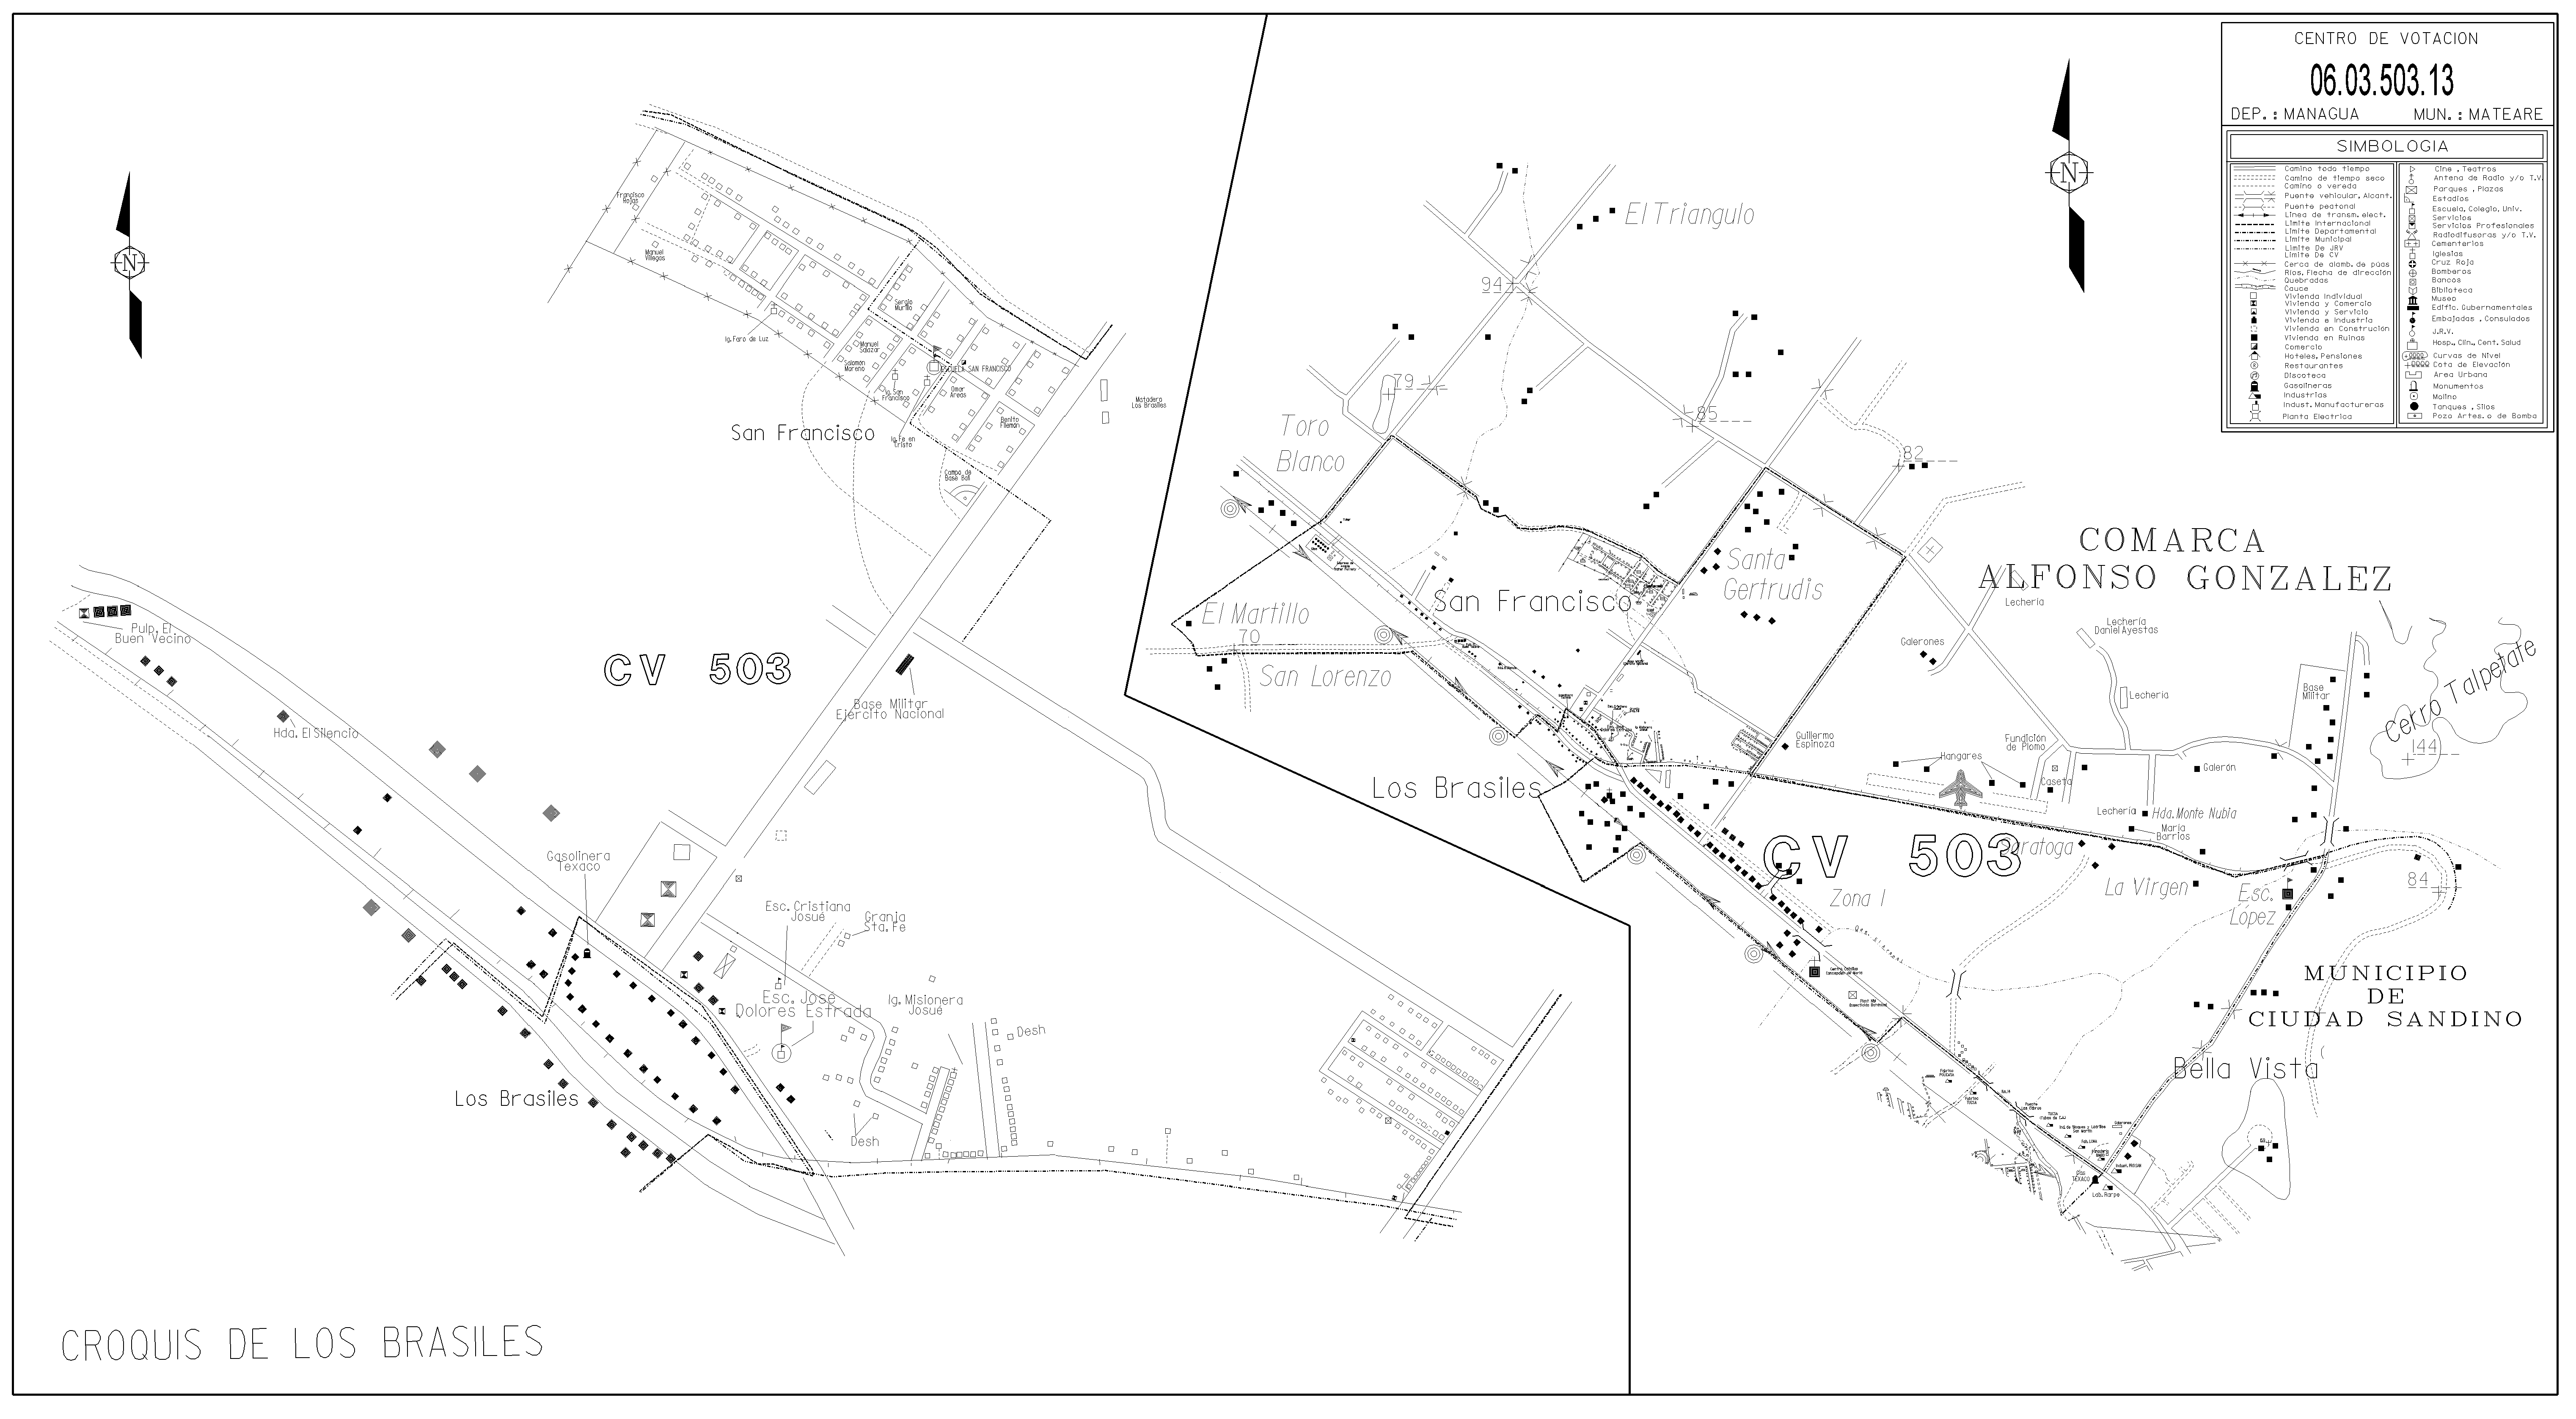 CENTRO DE VOTACION
06.03.503.13
DEP.: MANAGUA MUN.: MATEARE
SIMBOLOGIA
Camino todo tiempo
Camino de tiempo seco
Camino o vereda
Puente vehicular, Alcant.
Puente peatonal
Linea de transm. elect.
Limite Internacional
Limite Departamental
Limite Municipal
Limite De JRV
Limite De CV
Cerca de alamb. de púas
Rios, Flecha de dirección
Quebradas
Cauce
Vivienda Individual
Vivienda y Comercio
Vivienda y Servicio
Vivienda e Industria
Vivienda en Construción
Vivienda en Ruinas
Comercio
Hoteles, Pensiones
Restaurantes
Discoteca
Gasolineras
Industrias
Indust. Manufactureras
Planta Electrica
Cine, Teatros
Antena de Radio y/o T.V.
Parques, Plazas
Estadios
Escuela, Colegio, Univ.
Servicios
Servicios Profesionales
Radiodifusoras y/o T.V.
Cementerios
Iglesias
Cruz Roja
Bomberos
Bancos
Biblioteca
Museo
Edific. Gubernamentales
Embajadas, Consulados
J.R.V.
Hosp., Clin., Cent. Salud
Curvas de Nivel
Cota de Elevación
Area Urbana
Monumentos
Molino
Tanques, Silos
Pozo Artes. o de Bomba
N
N
Francisco
Rojas
Manuel
Villegas
Sergio
Murillo
Ig. Faro de Luz
Manuel
Salazar
Salomón
Moreno
ESCUELA SAN FRANCISCO
Ig. San
Francisco
Omar
Areas
Benito
Fileman
Matadero
Los Brasiles
San Francisco
Ig. Fe en
Cristo
Campo de
Base Ball
Pulp. El
Buen Vecino
CV 503
Base Militar
Ejército Nacional
Hda. El Silencio
Gasolinera
Texaco
Esc. Cristiana
Josué
Granja
Sta. Fe
Esc. José
Dolores Estrada
Ig. Misionera
Josué
Desh
Los Brasiles
Desh
CROQUIS DE LOS BRASILES
El Triangulo
94
79
85
Toro
Blanco
82
COMARCA
ALFONSO GONZALEZ
Santa
Gertrudis
San Francisco
El Martillo
70
San Lorenzo
Lechería
Lechería
Daniel Ayestas
Galerones
Lechería
Base
Militar
Cerro Talpetate
144
Guillermo
Espinoza
Fundición
de Plomo
Hangares
Caseta
Galerón
Los Brasiles
Lechería
Hda. Monte Nubia
María
Barrios
CV 503
Saratoga
La Virgen
84
Esc.
Lopez
Zona I
MUNICIPIO
DE
CIUDAD SANDINO
Bella Vista
TEXACO
Lab. Rarpe